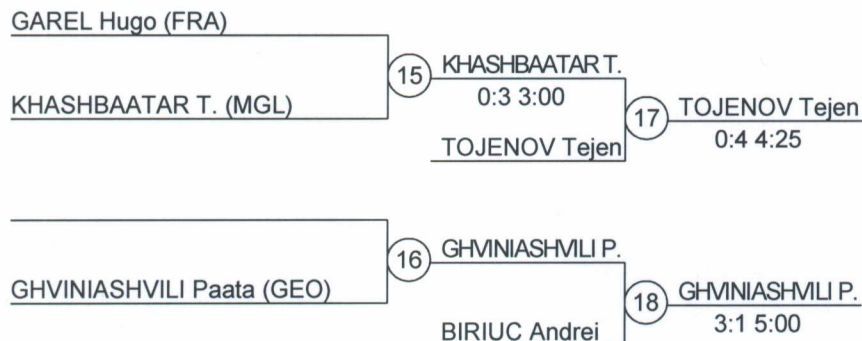 GAREL Hugo (FRA)
15
KHASHBAATAR T.
KHASHBAATAR T. (MGL)
0:3 3:00
17
TOJENOV Tejen
TOJENOV Tejen
0:4 4:25
16
GHVINIASHVILI P.
GHVINIASHVILI Paata (GEO)
18
GHVINIASHVILI P.
BIRIUC Andrei
3:1 5:00